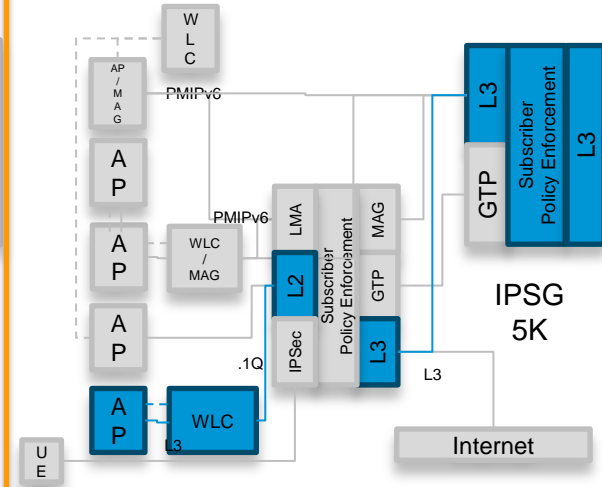 W
L
C
AP
/
M
A
G
PMIPv6
A
P
A
P
WLC
/
MAG
PMIPv6
A
P
A
P
L3
WLC
.1Q
U
E
LMA
L2
IPSec
Subscriber
Policy Enforcement
MAG
GTP
L3
L3
L3
GTP
Subscriber
Policy Enforcement
L3
IPSG
5K
Internet